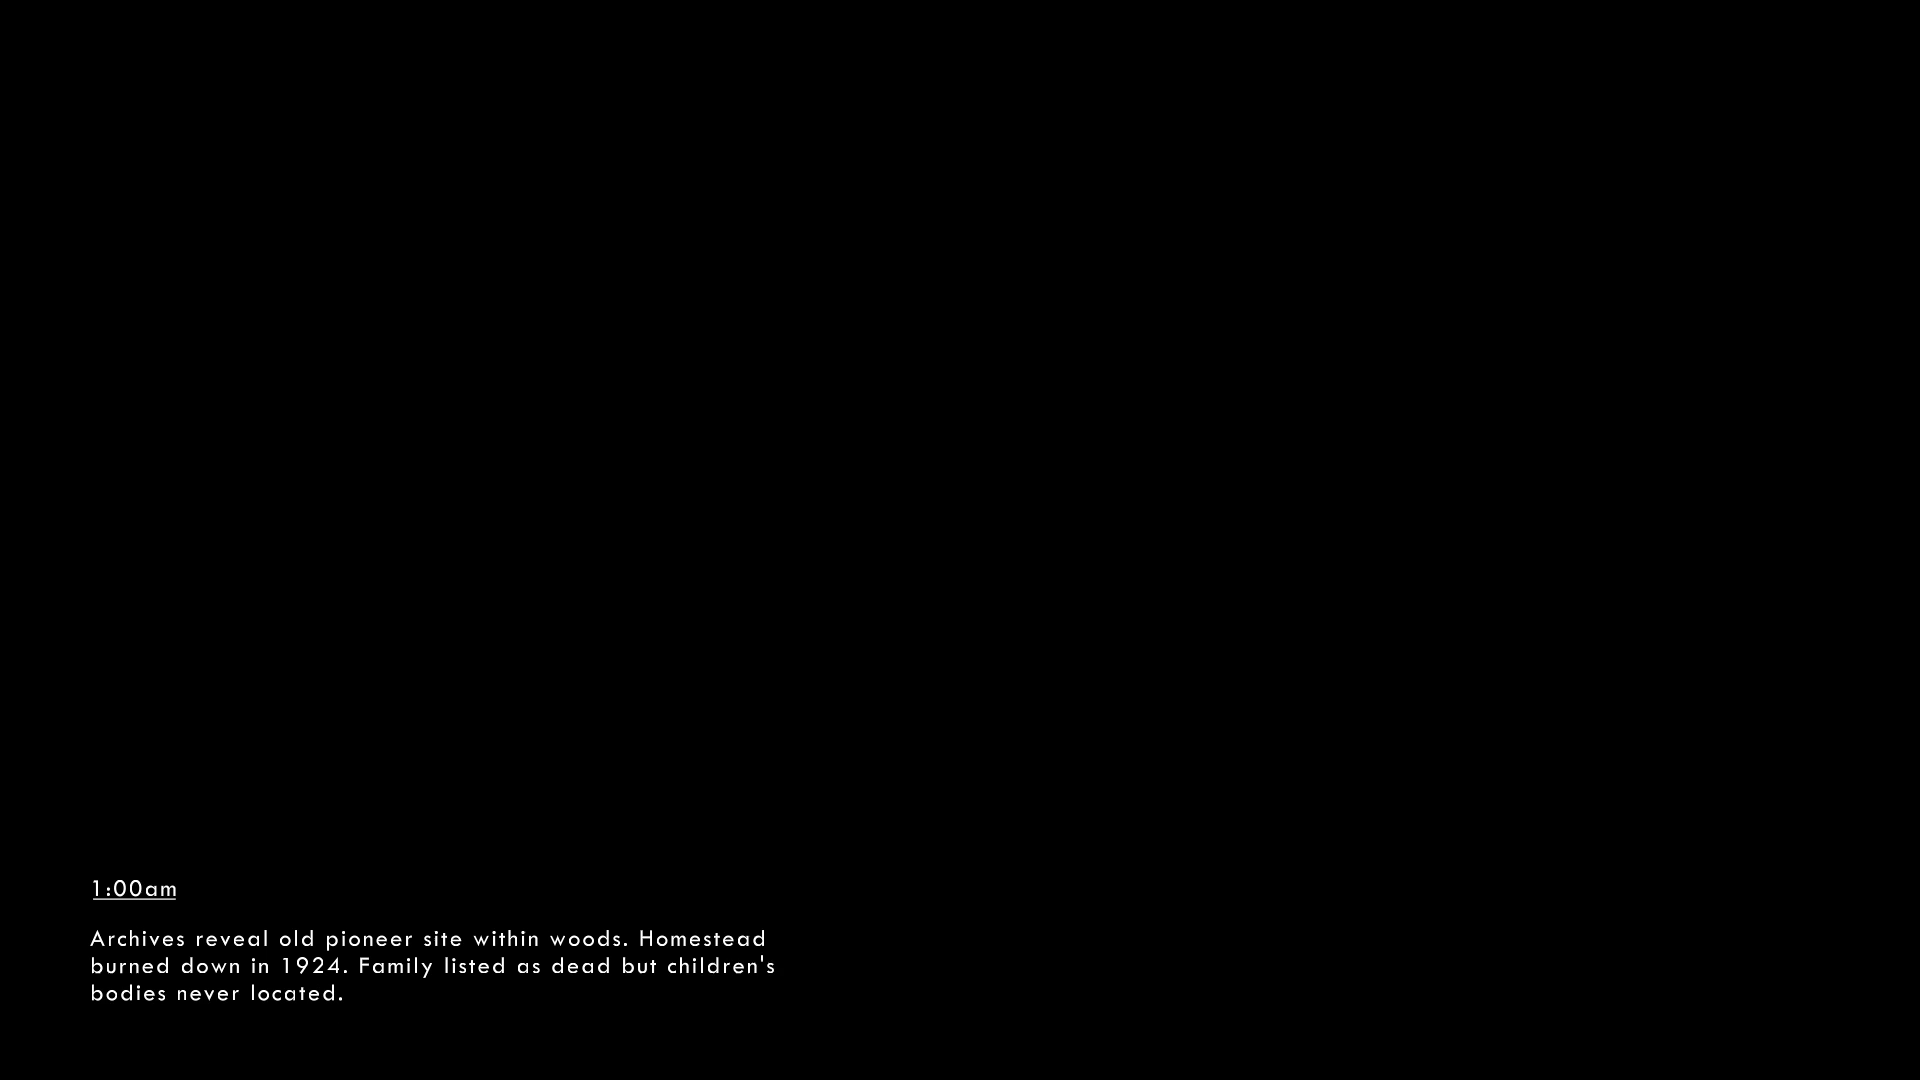 1:00am
Archives reveal old pioneer site within woods. Homestead
burned down in 1924. Family listed as dead but children's
bodies never located.